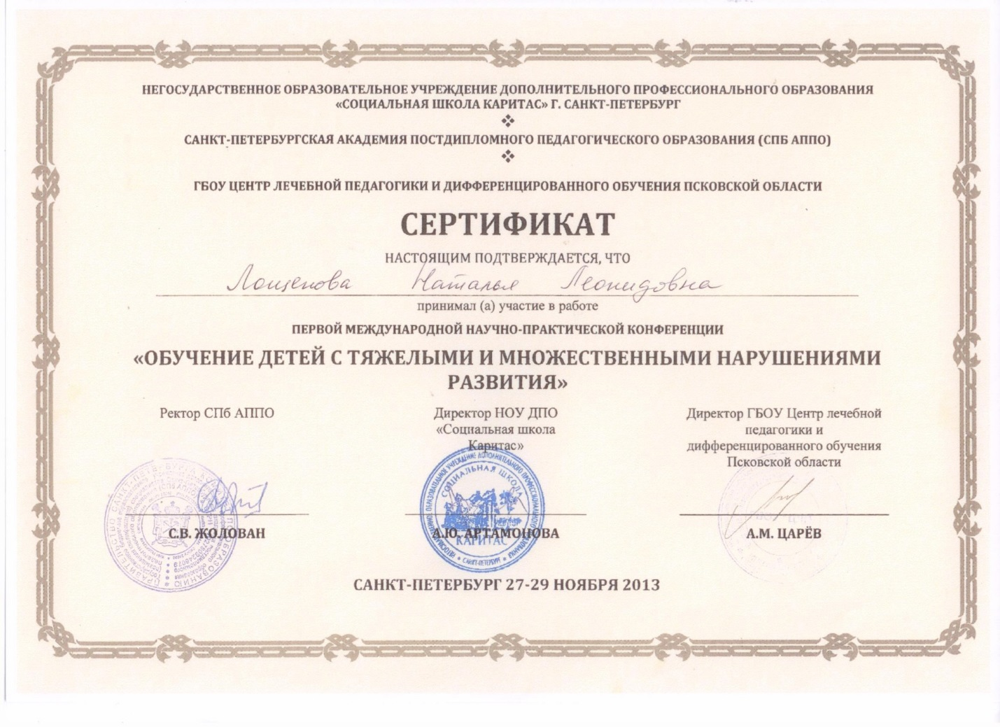 НЕГОСУДАРСТВЕННОЕ ОБРАЗОВАТЕЛЬНОЕ УЧРЕЖДЕНИЕ ДОПОЛНИТЕЛЬНОГО ПРОФЕССИОНАЛЬНОГО ОБРАЗОВАНИЯ
«СОЦИАЛЬНАЯ ШКОЛА КАРИТАС» Г. САНКТ-ПЕТЕРБУРГ
САНКТ-ПЕТЕРБУРГСКАЯ АКАДЕМИЯ ПОСТДИПЛОМНОГО ПЕДАГОГИЧЕСКОГО ОБРАЗОВАНИЯ (СПБ АППО)
ГБОУ ЦЕНТР ЛЕЧЕБНОЙ ПЕДАГОГИКИ И ДИФФЕРЕНЦИРОВАННОГО ОБУЧЕНИЯ ПСКОВСКОЙ ОБЛАСТИ
СЕРТИФИКАТ
НАСТОЯЩИМ ПОДТВЕРЖДАЕТСЯ, ЧТО
Лощенова Наталья Леонидовна
принимал (а) участие в работе
ПЕРВОЙ МЕЖДУНАРОДНОЙ НАУЧНО-ПРАКТИЧЕСКОЙ КОНФЕРЕНЦИИ
«ОБУЧЕНИЕ ДЕТЕЙ С ТЯЖЕЛЫМИ И МНОЖЕСТВЕННЫМИ НАРУШЕНИЯМИ
РАЗВИТИЯ»
Ректор СПб АППО
Директор НОУ ДПО
«Социальная школа
Каритас»
Директор ГБОУ Центр лечебной
педагогики и
дифференцированного обучения
Псковской области
СОЦИАЛЬНАЯ ШКОЛА
КАРИТАС
САНКТ-ПЕТЕРБУРГ
С.В. ЖОЛОВАН
А.Ю. АРТАМОНОВА
А.М. ЦАРЁВ
САНКТ-ПЕТЕРБУРГ 27-29 НОЯБРЯ 2013